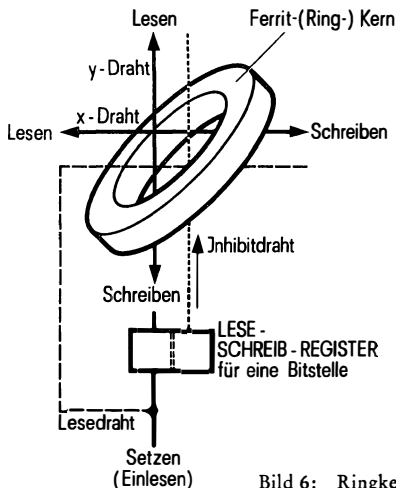 Lesen
Ferrit-(Ring-) Kern
y-Draht
x-Draht
Lesen
Schreiben
Jnhibitdraht
Schreiben
LESE-
SCHREIB-REGISTER
für eine Bitstelle
Lesedraht
Setzen
(Einlesen)
Bild 6: Ringke